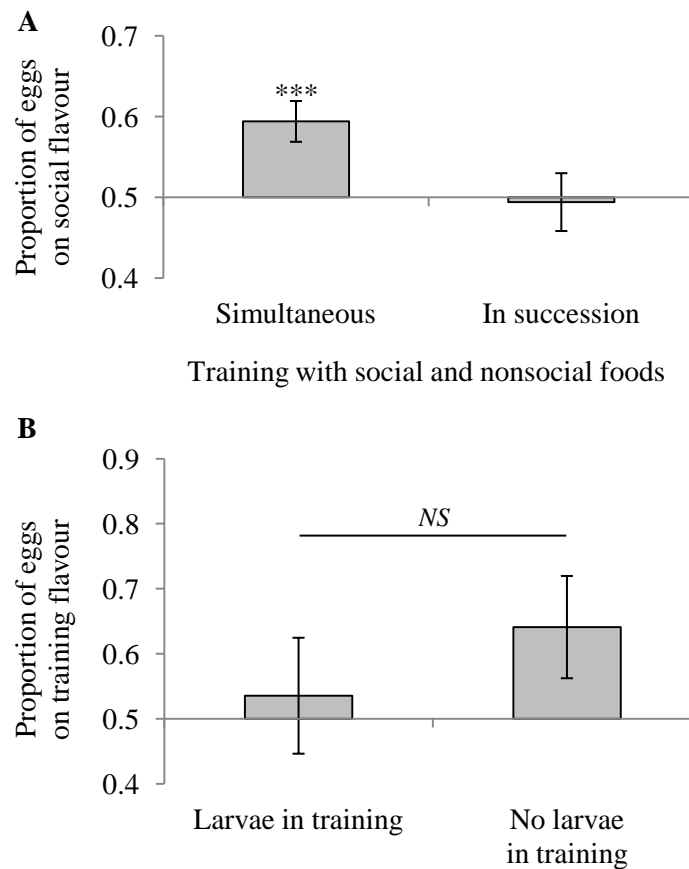 A
0.7
0.6
0.5
0.4
Proportion of eggs
on social flavour
***
Simultaneous
In succession
Training with social and nonsocial foods
B
0.9
0.8
0.7
0.6
0.5
0.4
Proportion of eggs
on training flavour
NS
Larvae in training
No larvae
in training